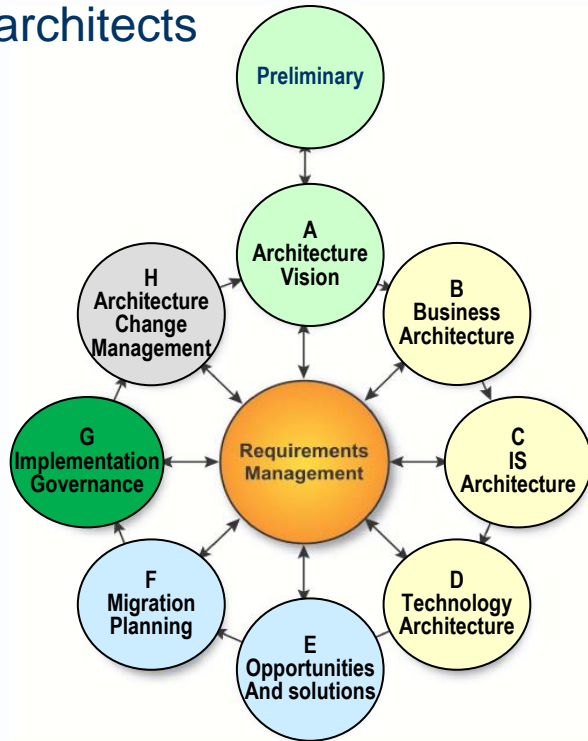 architects
Preliminary
A
Architecture
Vision
B
Business
Architecture
C
IS
Architecture
D
Technology
Architecture
E
Opportunities
And solutions
F
Migration
Planning
G
Implementation
Governance
H
Architecture
Change
Management
Requirements
Management